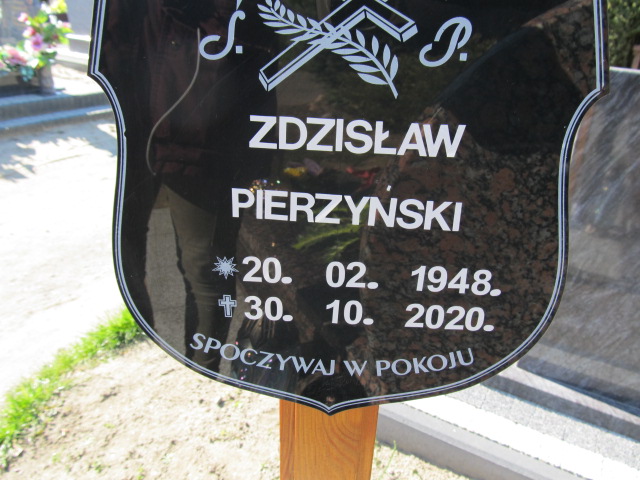 Ś. P.
ZDZISŁAW
PIERZYŃSKI
20. 02. 1948.
30. 10. 2020.
SPOCZYWAJ W POKOJU